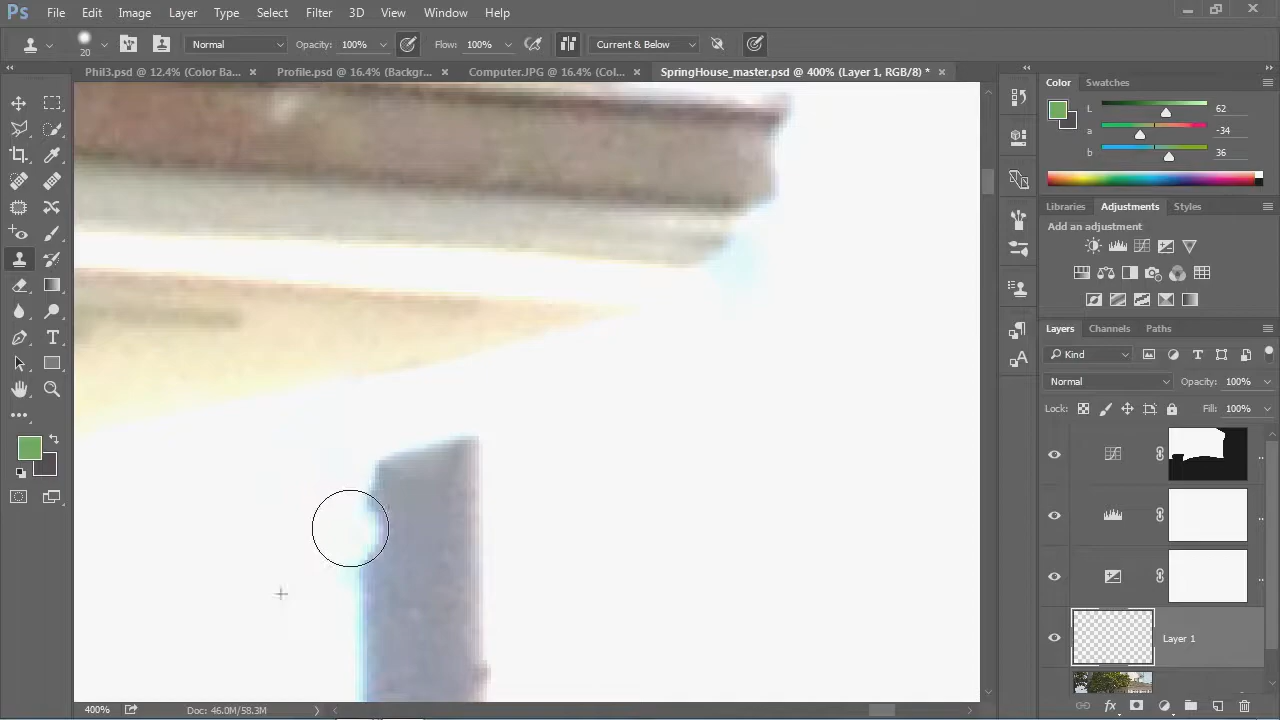 Ps File Edit Image Layer Type Select Filter 3D View Window Help
20 Normal Opacity: 100% Flow: 100% Current & Below
Phil3.psd @ 12.4% (Color Ba... × Profile.psd @ 16.4% (Backgr... × Computer.JPG @ 16.4% (Col... × SpringHouse_master.psd @ 400% (Layer 1, RGB/8) * ×
Color Swatches
L 62
a -34
b 36
Libraries Adjustments Styles
Add an adjustment
Layers Channels Paths
Kind
Normal Opacity: 100%
Lock: Fill: 100%
Layer 1
400% Doc: 46.0M/58.3M